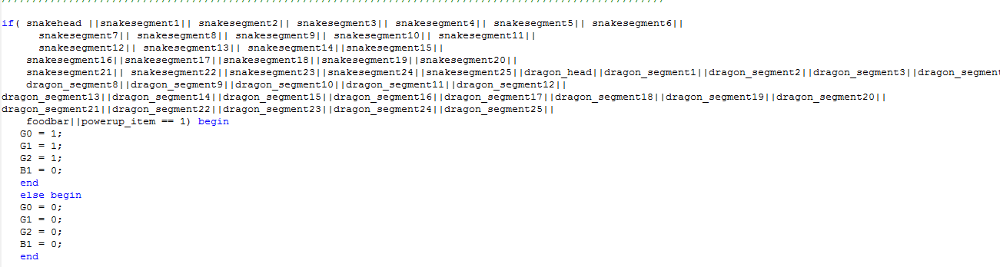 ////////////////////////////////////////////////////////////////////////////////////////////////////////////
if( snakehead ||snakesegment1|| snakesegment2|| snakesegment3|| snakesegment4|| snakesegment5|| snakesegment6||
snakesegment7|| snakesegment8|| snakesegment9|| snakesegment10|| snakesegment11||
snakesegment12|| snakesegment13|| snakesegment14||snakesegment15||
snakesegment16||snakesegment17||snakesegment18||snakesegment19||snakesegment20||
snakesegment21|| snakesegment22||snakesegment23||snakesegment24||snakesegment25||dragon_head||dragon_segment1||dragon_segment2||dragon_segment3||dragon_segment
dragon_segment8||dragon_segment9||dragon_segment10||dragon_segment11||dragon_segment12||
dragon_segment13||dragon_segment14||dragon_segment15||dragon_segment16||dragon_segment17||dragon_segment18||dragon_segment19||dragon_segment20||
dragon_segment21||dragon_segment22||dragon_segment23||dragon_segment24||dragon_segment25||
foodbar||powerup_item == 1) begin
G0 = 1;
G1 = 1;
G2 = 1;
B1 = 0;
end
else begin
G0 = 0;
G1 = 0;
G2 = 0;
B1 = 0;
end